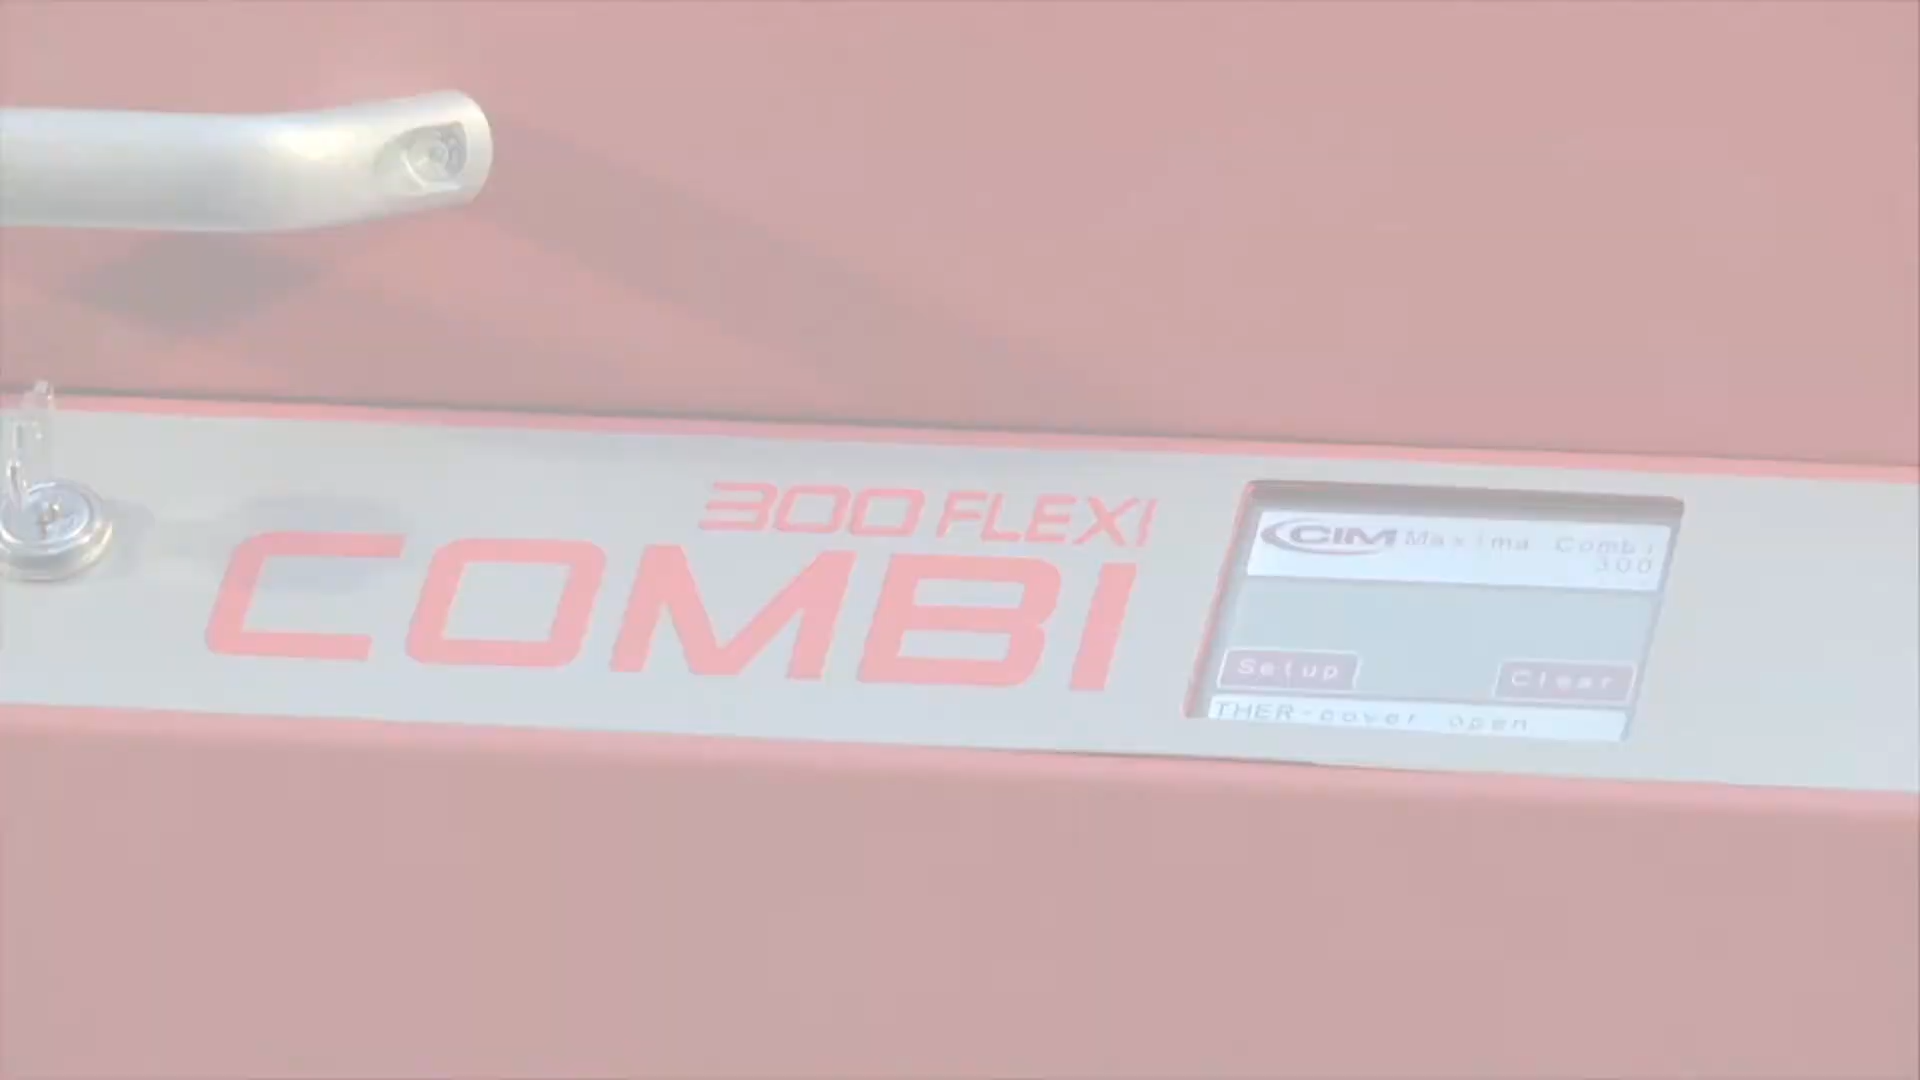 300 FLEXI
COMBI
CIM Maxima Combi
300
Setup Clear
THER-cover open